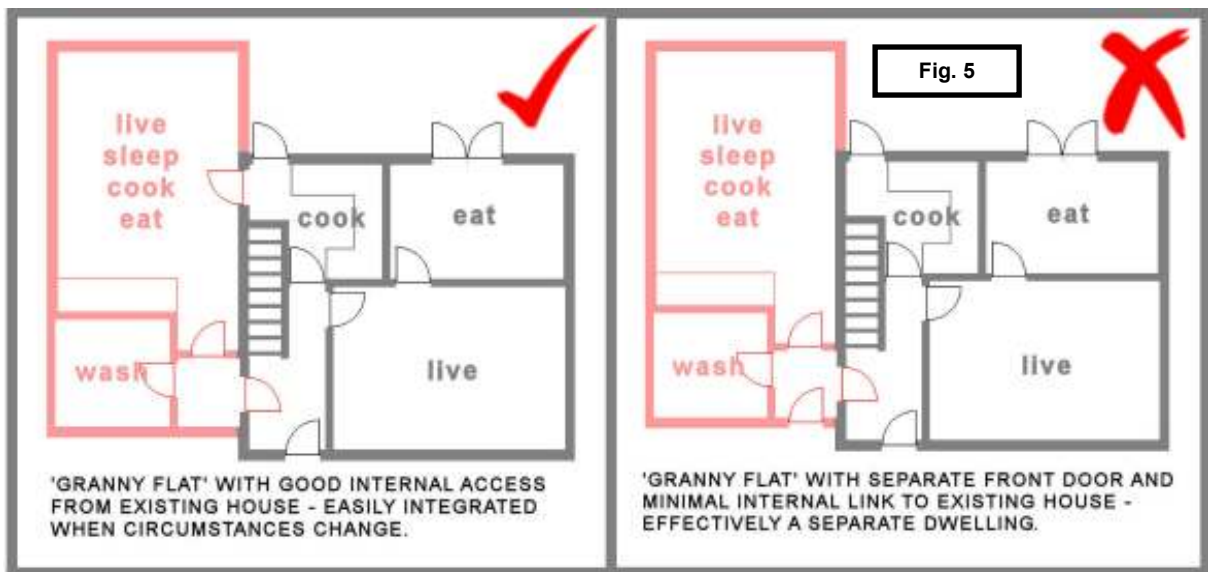 live
sleep
cook
eat
cook
eat
wash
live
'GRANNY FLAT' WITH GOOD INTERNAL ACCESS
FROM EXISTING HOUSE - EASILY INTEGRATED
WHEN CIRCUMSTANCES CHANGE.
Fig. 5
live
sleep
cook
eat
cook
eat
wash
live
'GRANNY FLAT' WITH SEPARATE FRONT DOOR AND
MINIMAL INTERNAL LINK TO EXISTING HOUSE -
EFFECTIVELY A SEPARATE DWELLING.